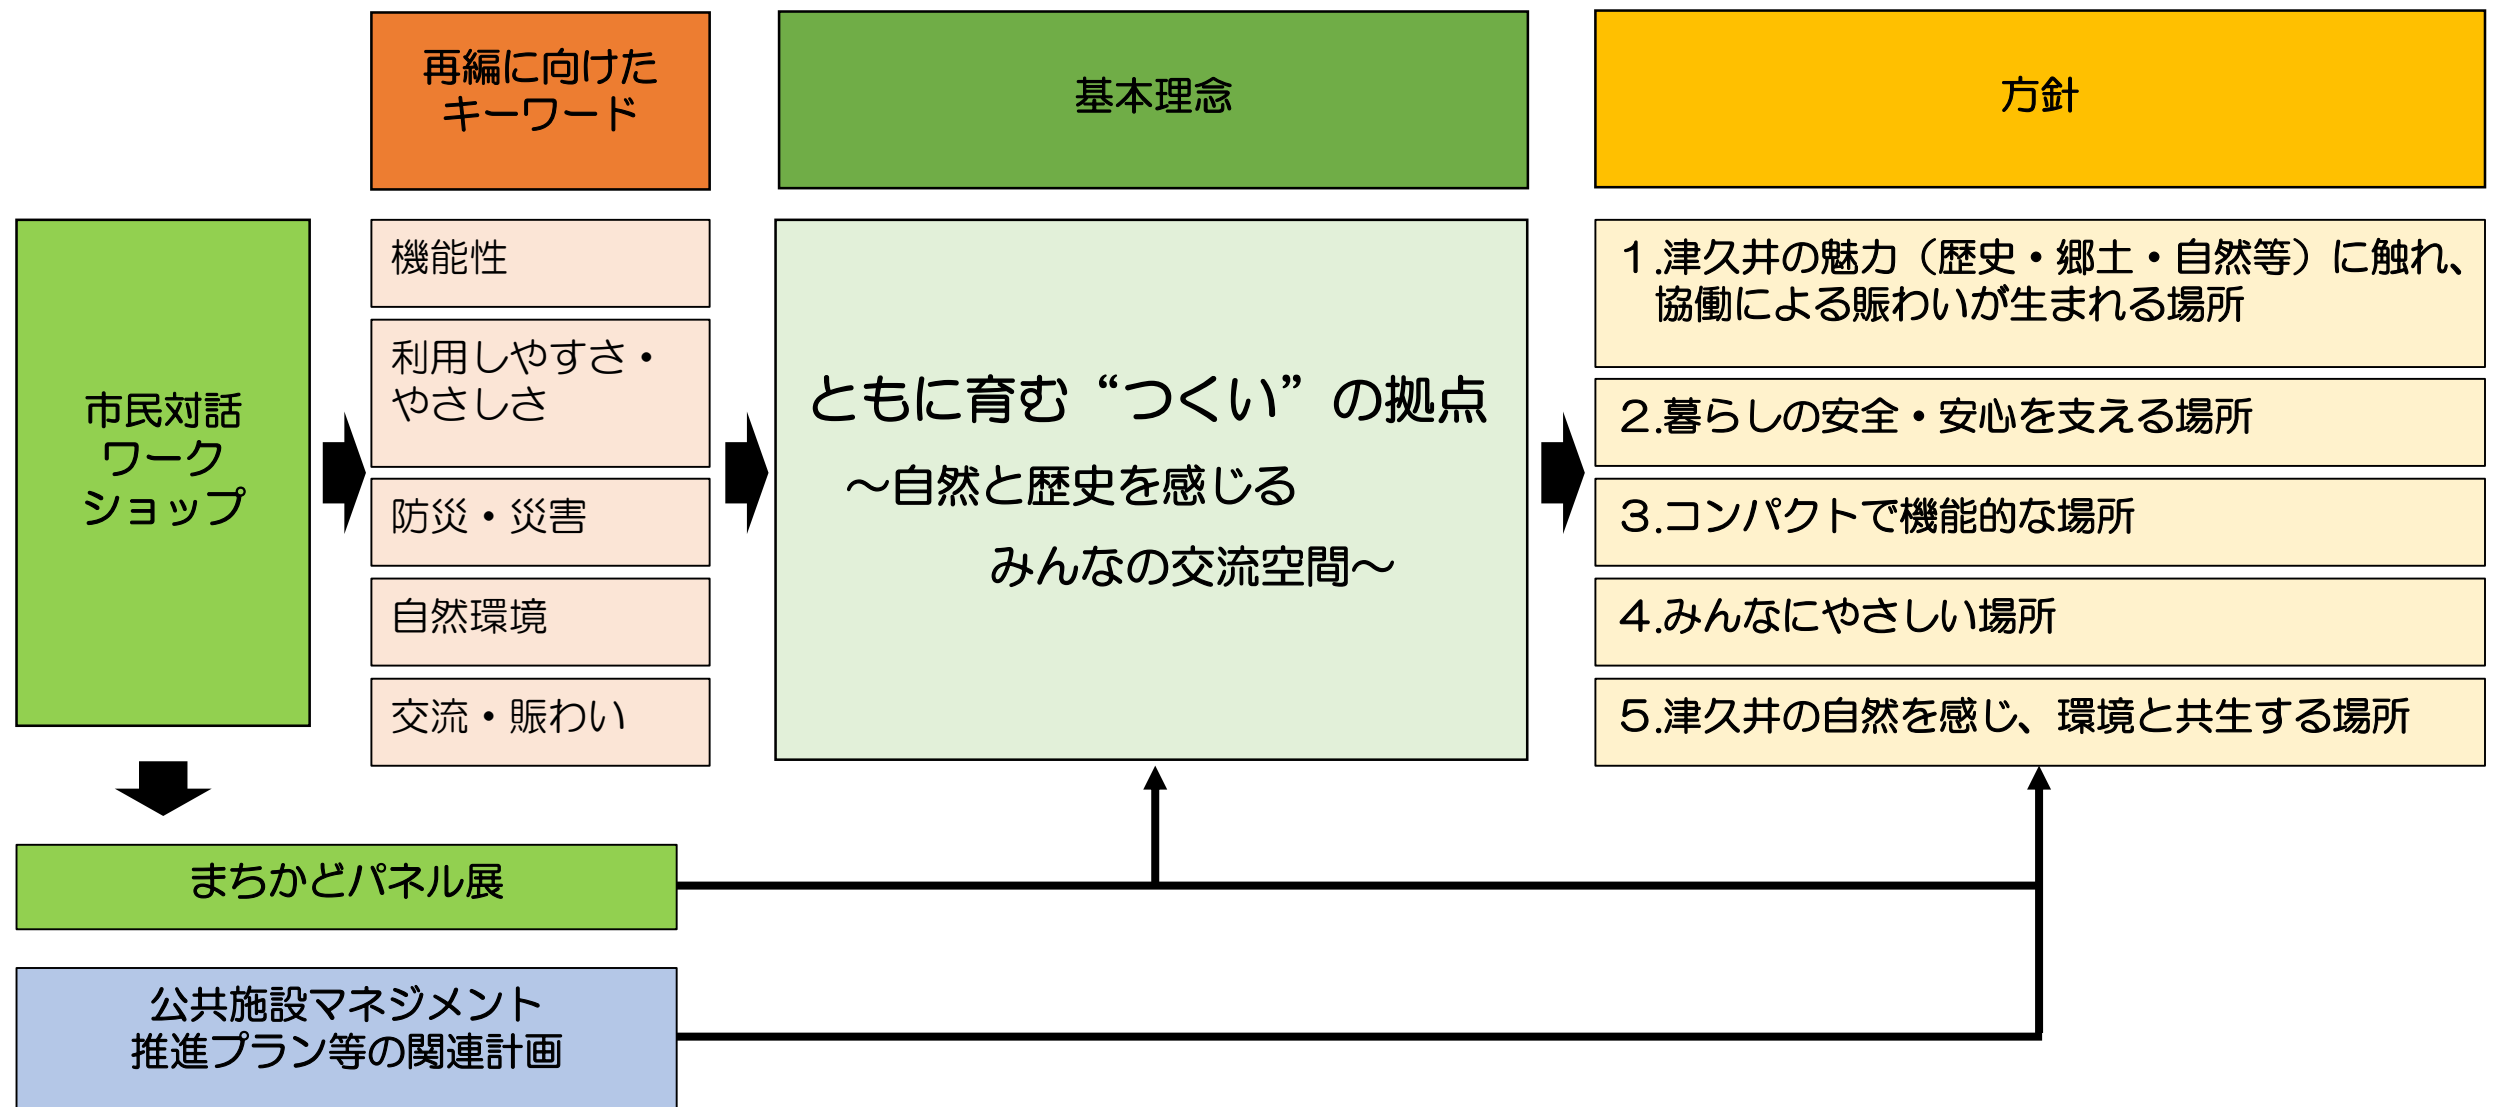 再編に向けた
キーワード
基本理念
方針
市民検討会
ワーク
ショップ
機能性
利用しやすさ・
やさしさ
防災・災害
自然環境
交流・賑わい
ともに育む“つくい”の拠点
～自然と歴史を感じる
みんなの交流空間～
1.津久井の魅力（歴史・郷土・自然等）に触れ、
協働による賑わいが生まれる場所
2.暮らしの安全・安心を支える場所
3.コンパクトで機能的な場所
4.みんなにやさしい場所
5.津久井の自然を感じ、環境と共生する場所
まちかどパネル展
公共施設マネジメント
推進プラン等の関連計画